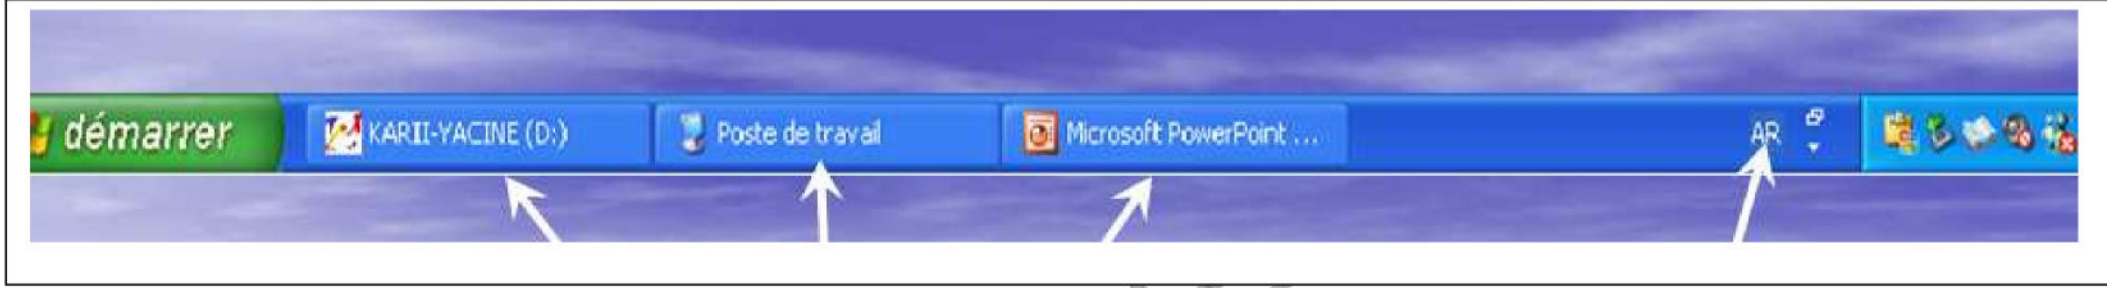 démarrer KARII-YACINE (D:) Poste de travail Microsoft PowerPoint ... AR